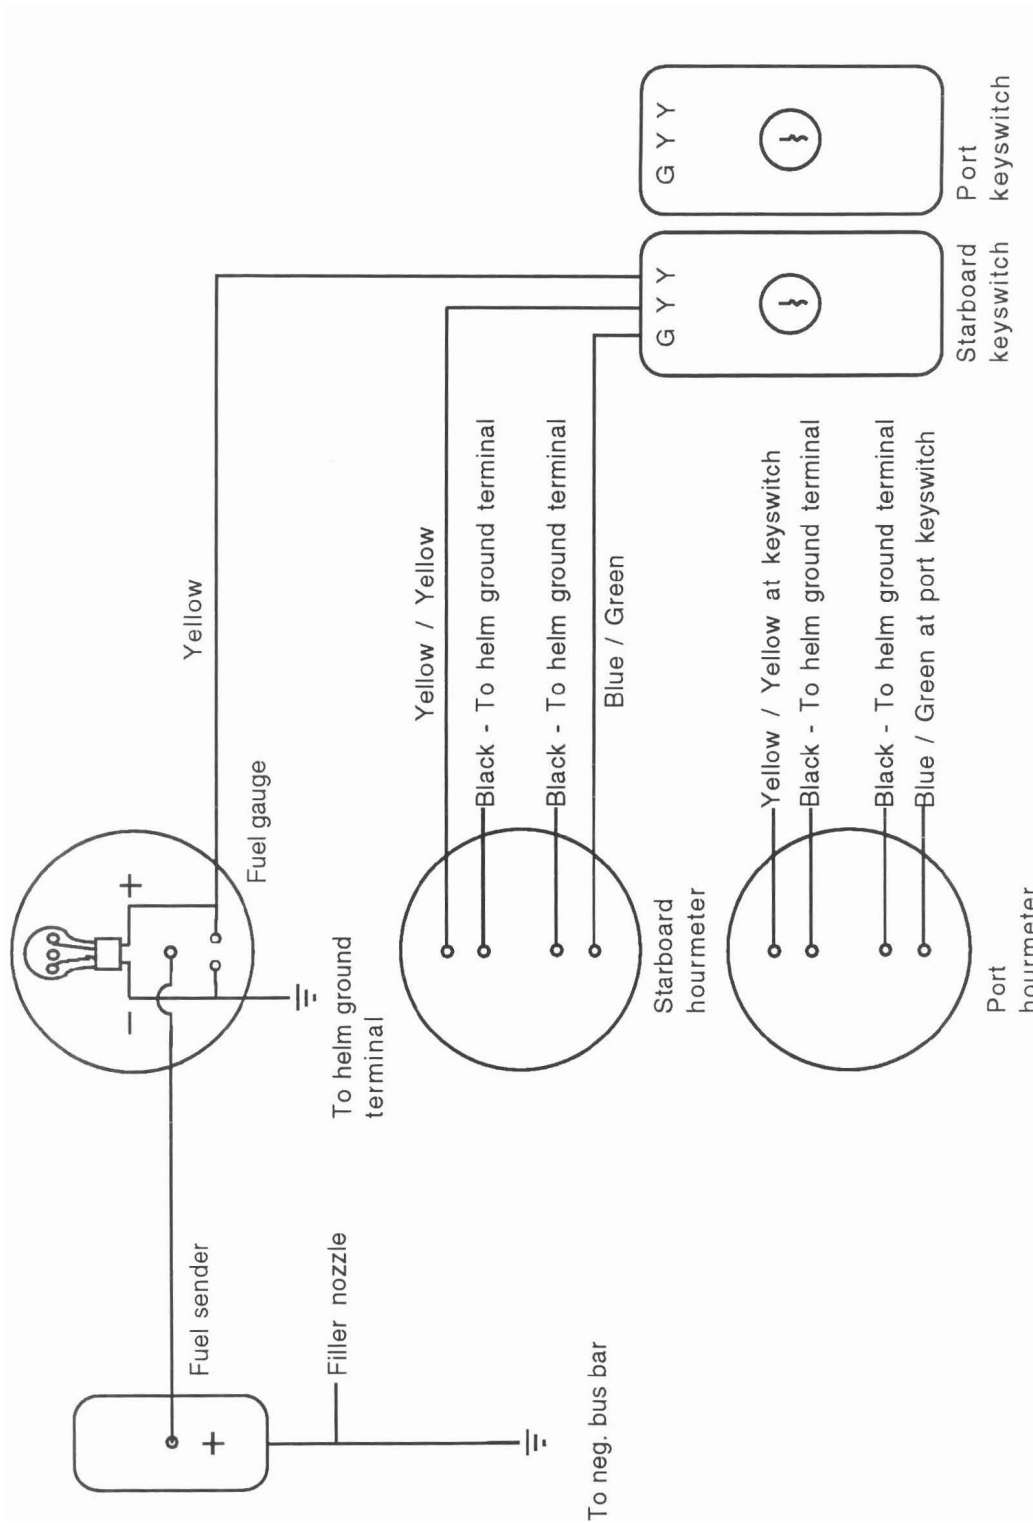 − +
Yellow
Fuel sender
+
Fuel gauge
To helm ground
terminal
Filler nozzle
Yellow / Yellow
Black - To helm ground terminal
Black - To helm ground terminal
Blue / Green
To neg. bus bar
Starboard
hourmeter
G Y Y
Starboard
keyswitch
G Y Y
Port
keyswitch
Yellow / Yellow at keyswitch
Black - To helm ground terminal
Black - To helm ground terminal
Blue / Green at port keyswitch
Port
hourmeter